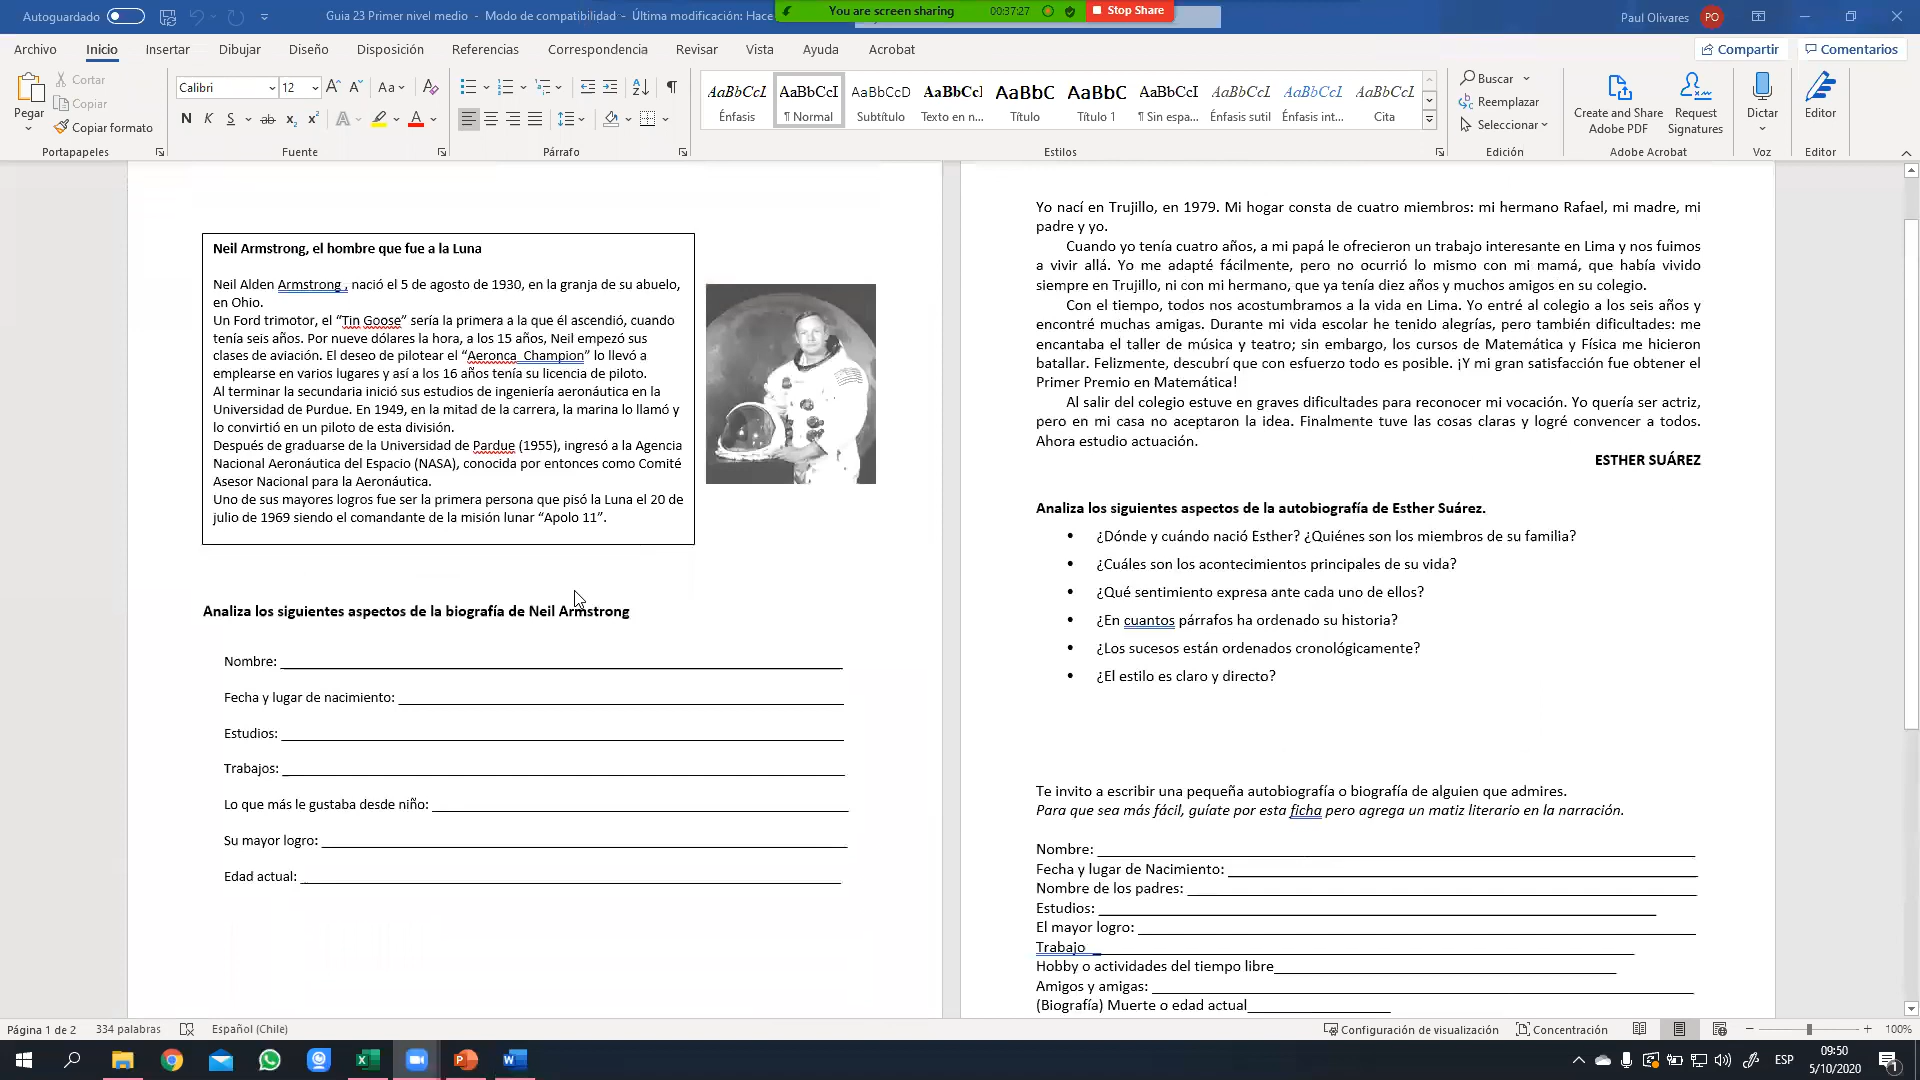 Autoguardado
Guia 23 Primer nivel medio - Modo de compatibilidad - Última modificación: Hace
You are screen sharing 00:37:27 Stop Share
Paul Olivares PO
Archivo Inicio Insertar Dibujar Diseño Disposición Referencias Correspondencia Revisar Vista Ayuda Acrobat Compartir Comentarios
Pegar
Cortar
Copiar
Copiar formato
Portapapeles
Calibri 12
Fuente
Párrafo
Énfasis
¶ Normal
Subtítulo
Texto en n...
Título
Título 1
¶ Sin espa...
Énfasis sutil
Énfasis int...
Cita
Estilos
Buscar
Reemplazar
Seleccionar
Edición
Create and Share
Adobe PDF
Request
Signatures
Adobe Acrobat
Dictar
Voz
Editor
Editor
Neil Armstrong, el hombre que fue a la Luna
Neil Alden Armstrong , nació el 5 de agosto de 1930, en la granja de su abuelo,
en Ohio.
Un Ford trimotor, el “Tin Goose” sería la primera a la que él ascendió, cuando
tenía seis años. Por nueve dólares la hora, a los 15 años, Neil empezó sus
clases de aviación. El deseo de pilotear el “Aeronca Champion” lo llevó a
emplearse en varios lugares y así a los 16 años tenía su licencia de piloto.
Al terminar la secundaria inició sus estudios de ingeniería aeronáutica en la
Universidad de Purdue. En 1949, en la mitad de la carrera, la marina lo llamó y
lo convirtió en un piloto de esta división.
Después de graduarse de la Universidad de Pardue (1955), ingresó a la Agencia
Nacional Aeronáutica del Espacio (NASA), conocida por entonces como Comité
Asesor Nacional para la Aeronáutica.
Uno de sus mayores logros fue ser la primera persona que pisó la Luna el 20 de
julio de 1969 siendo el comandante de la misión lunar “Apolo 11”.
Analiza los siguientes aspectos de la biografía de Neil Armstrong
Nombre:
Fecha y lugar de nacimiento:
Estudios:
Trabajos:
Lo que más le gustaba desde niño:
Su mayor logro:
Edad actual:
Yo nací en Trujillo, en 1979. Mi hogar consta de cuatro miembros: mi hermano Rafael, mi madre, mi
padre y yo.
Cuando yo tenía cuatro años, a mi papá le ofrecieron un trabajo interesante en Lima y nos fuimos
a vivir allá. Yo me adapté fácilmente, pero no ocurrió lo mismo con mi mamá, que había vivido
siempre en Trujillo, ni con mi hermano, que ya tenía diez años y muchos amigos en su colegio.
Con el tiempo, todos nos acostumbramos a la vida en Lima. Yo entré al colegio a los seis años y
encontré muchas amigas. Durante mi vida escolar he tenido alegrías, pero también dificultades: me
encantaba el taller de música y teatro; sin embargo, los cursos de Matemática y Física me hicieron
batallar. Felizmente, descubrí que con esfuerzo todo es posible. ¡Y mi gran satisfacción fue obtener el
Primer Premio en Matemática!
Al salir del colegio estuve en graves dificultades para reconocer mi vocación. Yo quería ser actriz,
pero en mi casa no aceptaron la idea. Finalmente tuve las cosas claras y logré convencer a todos.
Ahora estudio actuación.
ESTHER SUÁREZ
Analiza los siguientes aspectos de la autobiografía de Esther Suárez.
• ¿Dónde y cuándo nació Esther? ¿Quiénes son los miembros de su familia?
• ¿Cuáles son los acontecimientos principales de su vida?
• ¿Qué sentimiento expresa ante cada uno de ellos?
• ¿En cuantos párrafos ha ordenado su historia?
• ¿Los sucesos están ordenados cronológicamente?
• ¿El estilo es claro y directo?
Te invito a escribir una pequeña autobiografía o biografía de alguien que admires.
Para que sea más fácil, guíate por esta ficha pero agrega un matiz literario en la narración.
Nombre:
Fecha y lugar de Nacimiento:
Nombre de los padres:
Estudios:
El mayor logro:
Trabajo
Hobby o actividades del tiempo libre
Amigos y amigas:
(Biografía) Muerte o edad actual
Página 1 de 2 334 palabras Español (Chile) Configuración de visualización Concentración 100%
ESP
09:50
5/10/2020